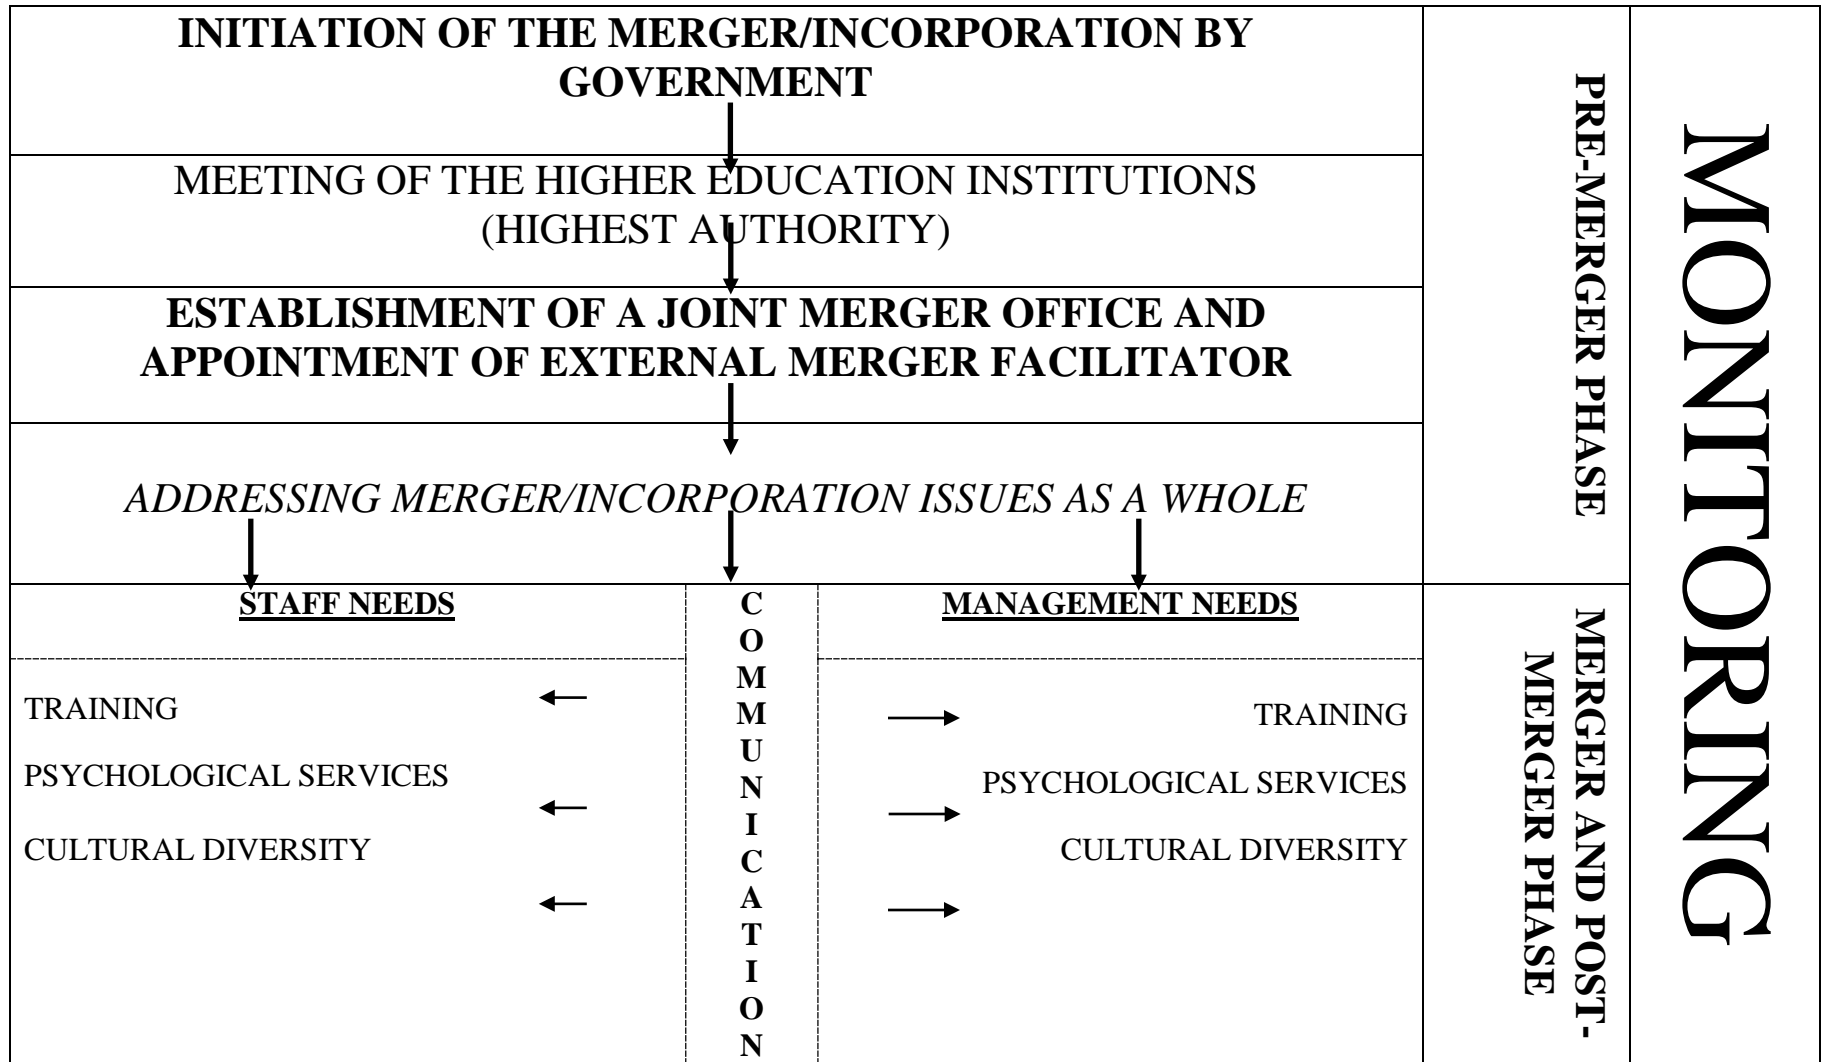 INITIATION OF THE MERGER/INCORPORATION BY
GOVERNMENT
MEETING OF THE HIGHER EDUCATION INSTITUTIONS
(HIGHEST AUTHORITY)
ESTABLISHMENT OF A JOINT MERGER OFFICE AND
APPOINTMENT OF EXTERNAL MERGER FACILITATOR
ADDRESSING MERGER/INCORPORATION ISSUES AS A WHOLE
PRE-MERGER PHASE
STAFF NEEDS
TRAINING
PSYCHOLOGICAL SERVICES
CULTURAL DIVERSITY
COMMUNICATION
MANAGEMENT NEEDS
TRAINING
PSYCHOLOGICAL SERVICES
CULTURAL DIVERSITY
MERGER AND POST-
MERGER PHASE
MONITORING